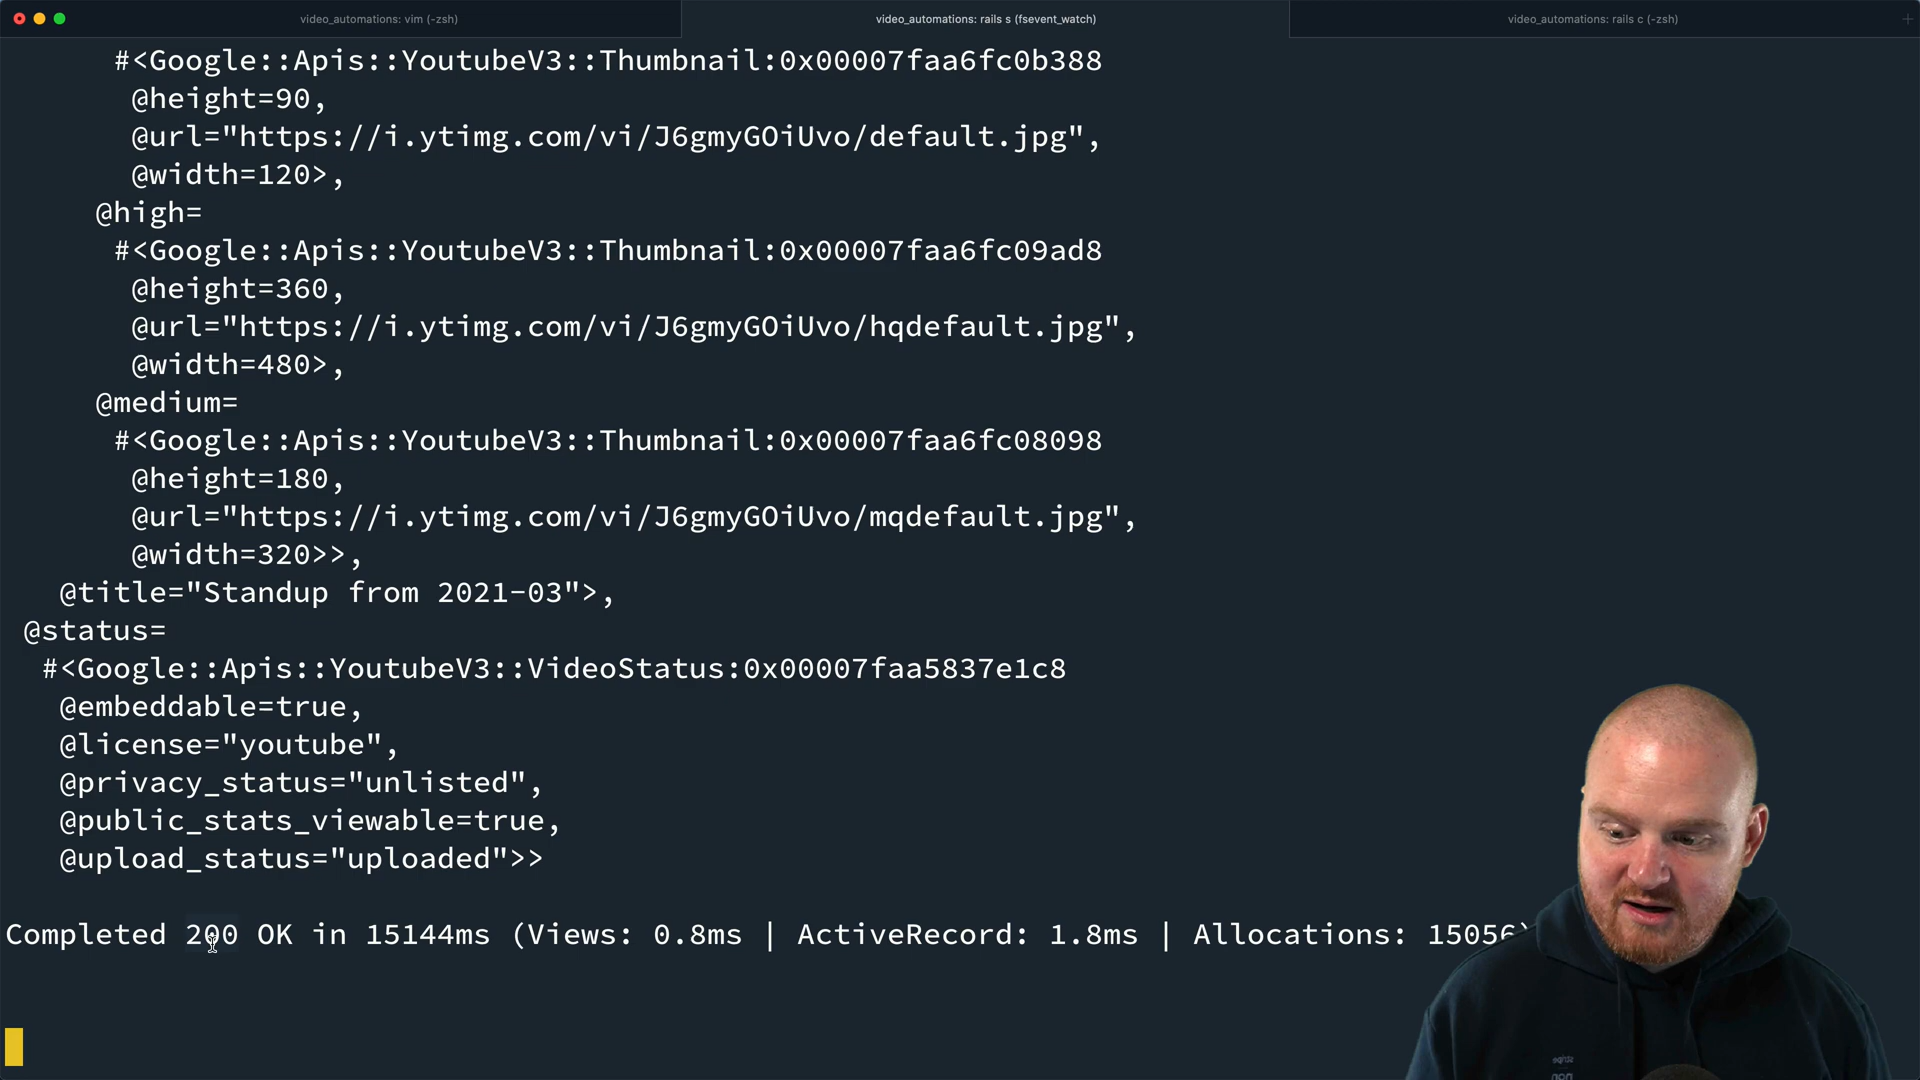 video_automations: vim (-zsh)
video_automations: rails s (fsevent_watch)
video_automations: rails c (-zsh)
#<Google::Apis::YoutubeV3::Thumbnail:0x00007faa6fc0b388
@height=90,
@url="https://i.ytimg.com/vi/J6gmyGOiUvo/default.jpg",
@width=120>,
@high=
#<Google::Apis::YoutubeV3::Thumbnail:0x00007faa6fc09ad8
@height=360,
@url="https://i.ytimg.com/vi/J6gmyGOiUvo/hqdefault.jpg",
@width=480>,
@medium=
#<Google::Apis::YoutubeV3::Thumbnail:0x00007faa6fc08098
@height=180,
@url="https://i.ytimg.com/vi/J6gmyGOiUvo/mqdefault.jpg",
@width=320>>,
@title="Standup from 2021-03">,
@status=
#<Google::Apis::YoutubeV3::VideoStatus:0x00007faa5837e1c8
@embeddable=true,
@license="youtube",
@privacy_status="unlisted",
@public_stats_viewable=true,
@upload_status="uploaded">>
Completed 200 OK in 15144ms (Views: 0.8ms | ActiveRecord: 1.8ms | Allocations: 15056)